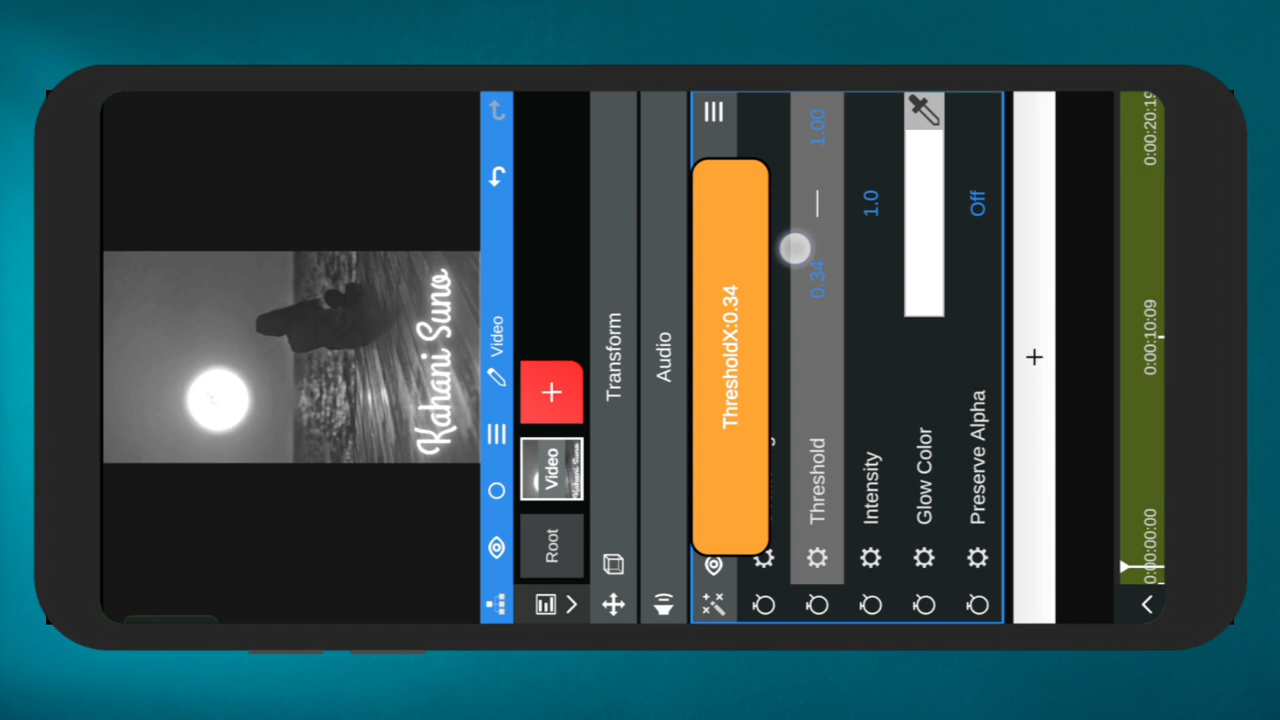 Kahani Suno
Video
Root
Video
Transform
Audio
ThresholdX:0.34
Threshold 0.34 1.00
Intensity 1.0
Glow Color
Preserve Alpha Off
+
0:00:00:00 0:00:10:09 0:00:20:19